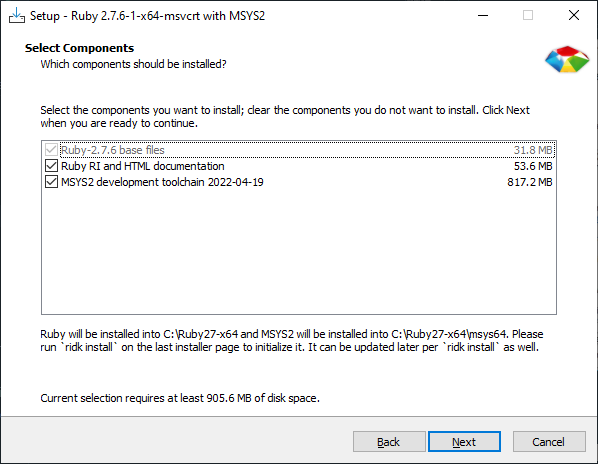 Setup - Ruby 2.7.6-1-x64-msvcrt with MSYS2
Select Components
Which components should be installed?
Select the components you want to install; clear the components you do not want to install. Click Next
when you are ready to continue.
Ruby-2.7.6 base files 31.8 MB
Ruby RI and HTML documentation 53.6 MB
MSYS2 development toolchain 2022-04-19 817.2 MB
Ruby will be installed into C:\Ruby27-x64 and MSYS2 will be installed into C:\Ruby27-x64\msys64. Please
run `ridk install` on the last installer page to initialize it. It can be updated later per `ridk install` as well.
Current selection requires at least 905.6 MB of disk space.
Back Next Cancel